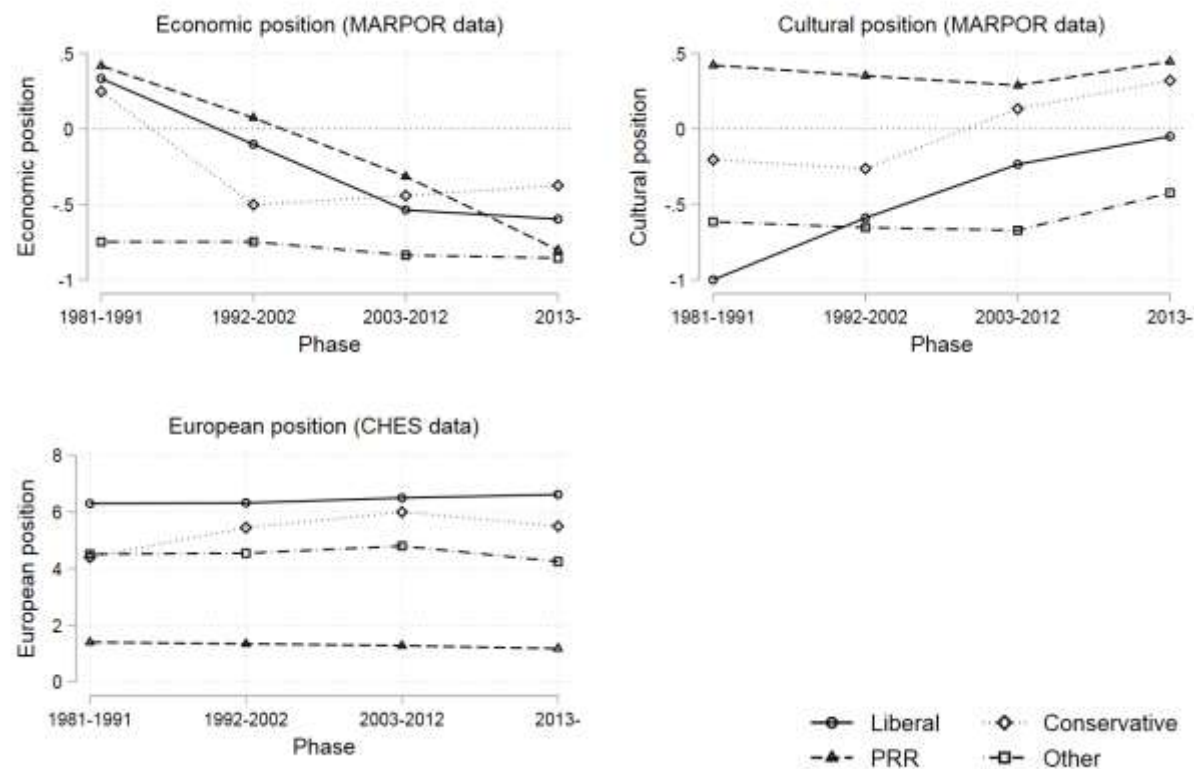 Economic position (MARPOR data)
Economic position
.5
0
-.5
-1
1981-1991 1992-2002 2003-2012 2013-
Phase
Cultural position (MARPOR data)
Cultural position
.5
0
-.5
-1
1981-1991 1992-2002 2003-2012 2013-
Phase
European position (CHES data)
European position
8
6
4
2
0
1981-1991 1992-2002 2003-2012 2013-
Phase
Liberal Conservative
PRR Other